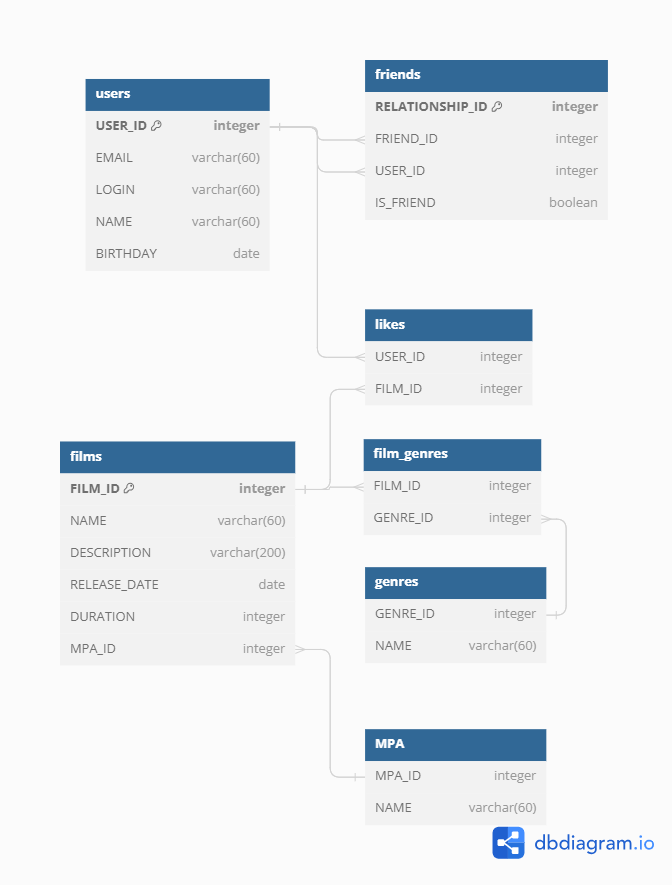 users
USER_ID integer
EMAIL varchar(60)
LOGIN varchar(60)
NAME varchar(60)
BIRTHDAY date
friends
RELATIONSHIP_ID integer
FRIEND_ID integer
USER_ID integer
IS_FRIEND boolean
likes
USER_ID integer
FILM_ID integer
films
FILM_ID integer
NAME varchar(60)
DESCRIPTION varchar(200)
RELEASE_DATE date
DURATION integer
MPA_ID integer
film_genres
FILM_ID integer
GENRE_ID integer
genres
GENRE_ID integer
NAME varchar(60)
MPA
MPA_ID integer
NAME varchar(60)
dbdiagram.io